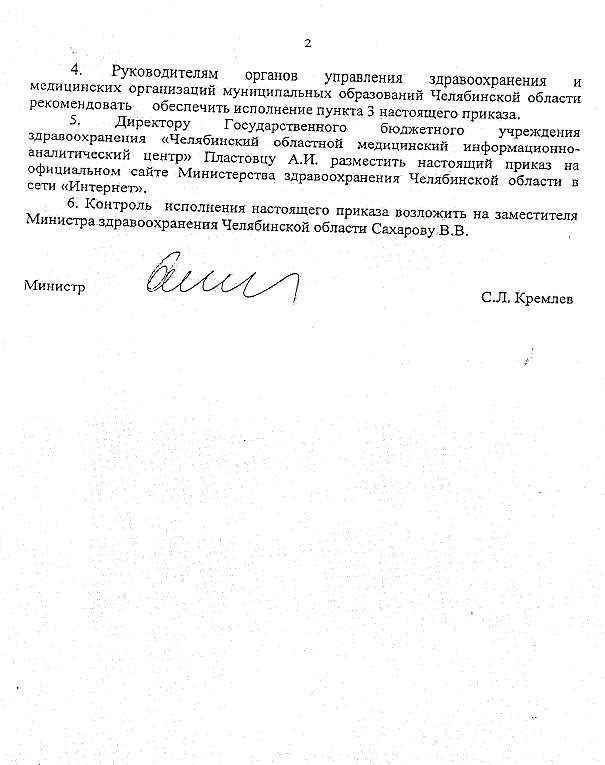 2
4. Руководителям органов управления здравоохранения и
медицинских организаций муниципальных образований Челябинской области
рекомендовать обеспечить исполнение пункта 3 настоящего приказа.
5. Директору Государственного бюджетного учреждения
здравоохранения «Челябинский областной медицинский информационно-
аналитический центр» Пластовцу А.И. разместить настоящий приказ на
официальном сайте Министерства здравоохранения Челябинской области в
сети «Интернет».
6. Контроль исполнения настоящего приказа возложить на заместителя
Министра здравоохранения Челябинской области Сахарову В.В.
Министр
С.Л. Кремлев